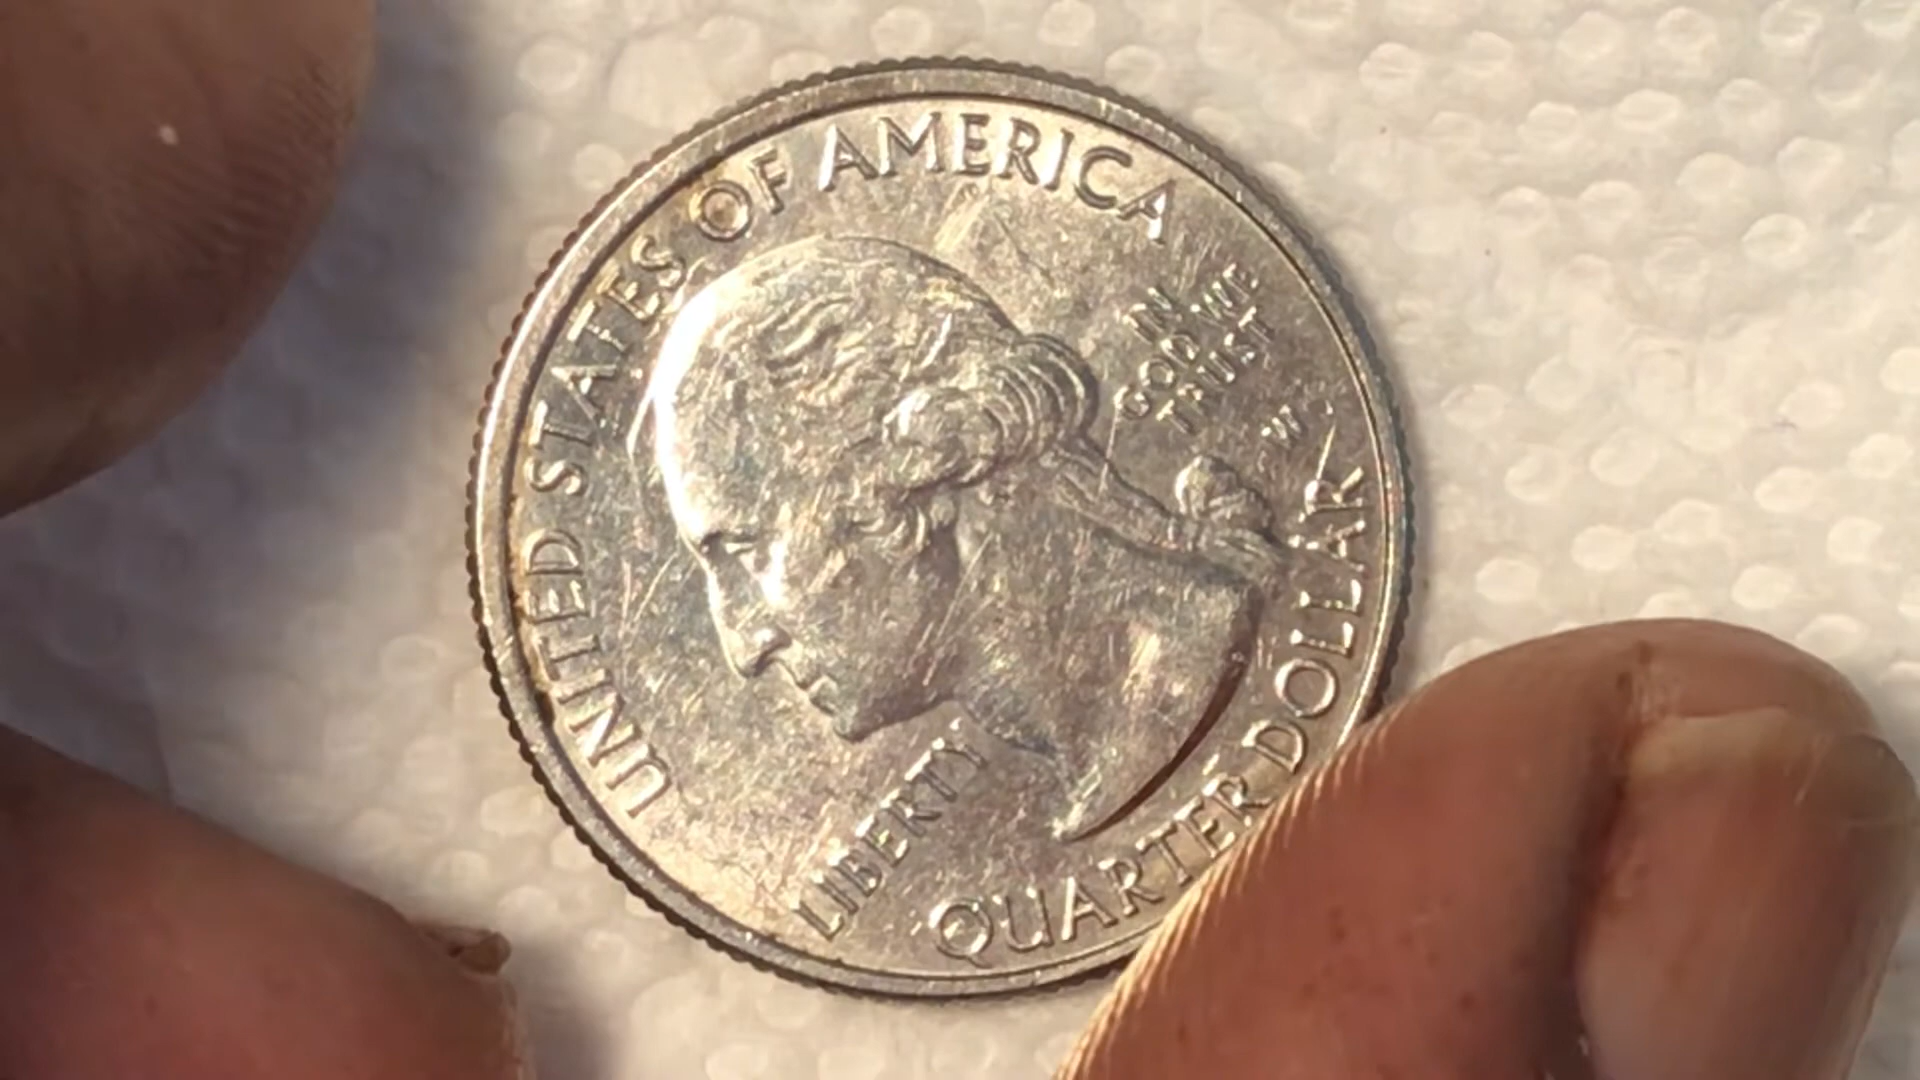 UNITED STATES OF AMERICA
IN
GOD WE
TRUST
W
LIBERTY
QUARTER DOLLAR